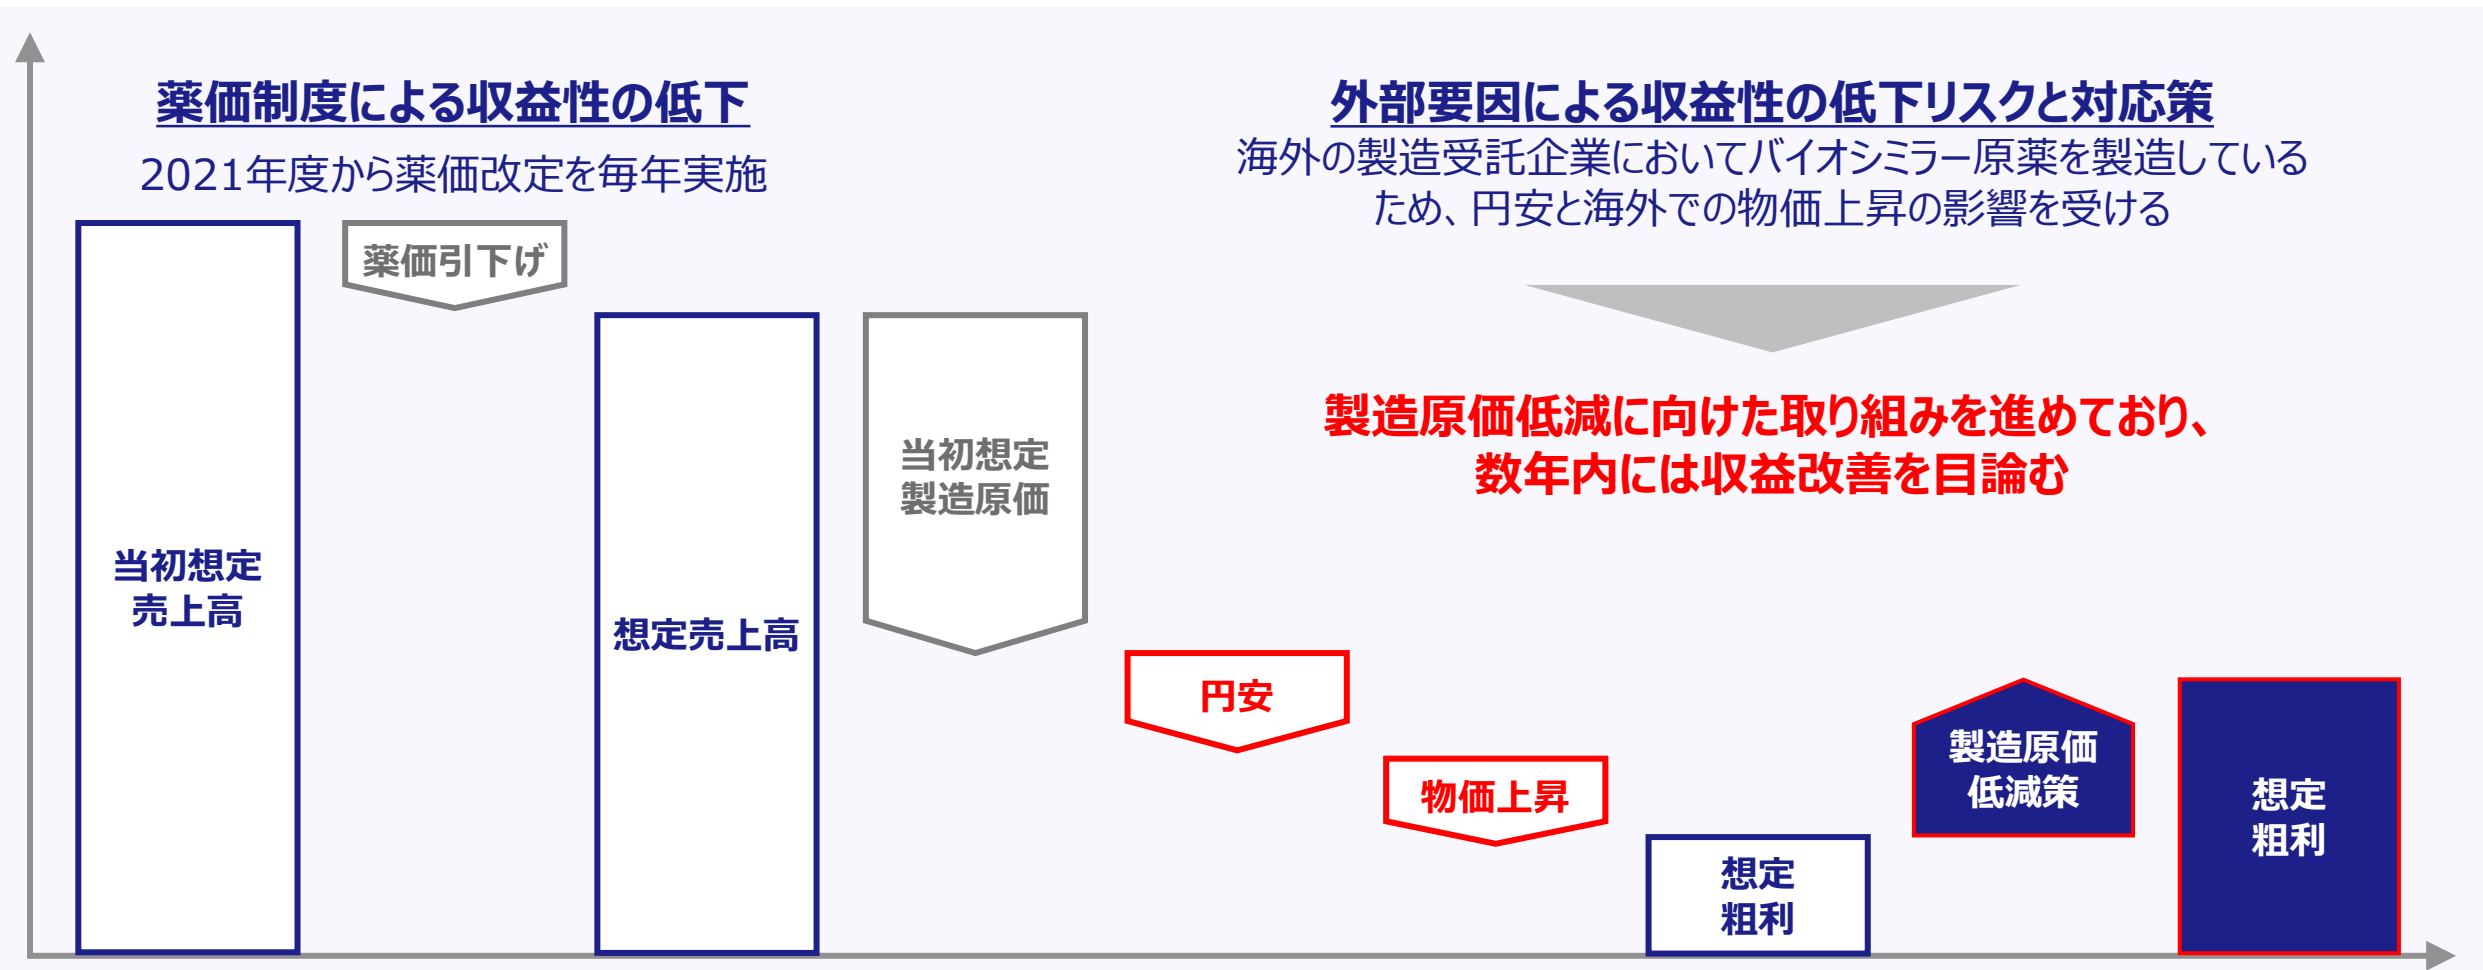 薬価制度による収益性の低下
2021年度から薬価改定を毎年実施
外部要因による収益性の低下リスクと対応策
海外の製造受託企業においてバイオシミラー原薬を製造している
ため、円安と海外での物価上昇の影響を受ける
製造原価低減に向けた取り組みを進めており、
数年内には収益改善を目論む
当初想定
売上高
薬価引下げ
想定売上高
当初想定
製造原価
円安
物価上昇
想定
粗利
製造原価
低減策
想定
粗利